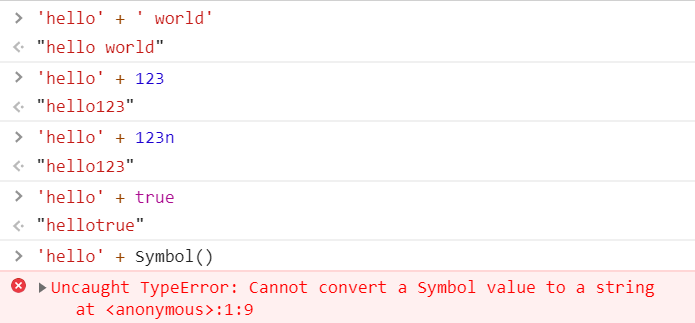 > 'hello' + ' world'
<· "hello world"
> 'hello' + 123
<· "hello123"
> 'hello' + 123n
<· "hello123"
> 'hello' + true
<· "hellotrue"
> 'hello' + Symbol()
▶Uncaught TypeError: Cannot convert a Symbol value to a string
at <anonymous>:1:9